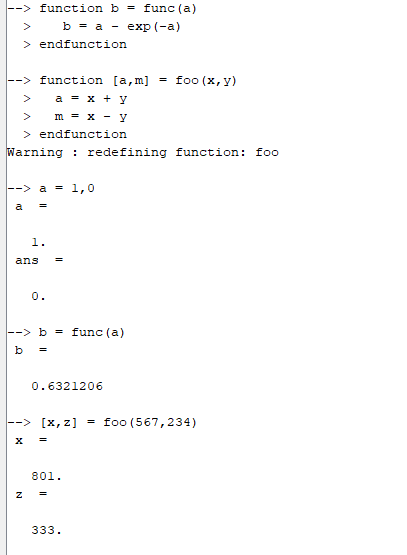 --> function b = func(a)
  >    b = a - exp(-a)
  > endfunction
--> function [a,m] = foo(x,y)
  >   a = x + y
  >   m = x - y
  > endfunction
Warning : redefining function: foo
--> a = 1,0
 a  =
   1.
 ans  =
   0.
--> b = func(a)
 b  =
   0.6321206
--> [x,z] = foo(567,234)
 x  =
   801.
 z  =
   333.